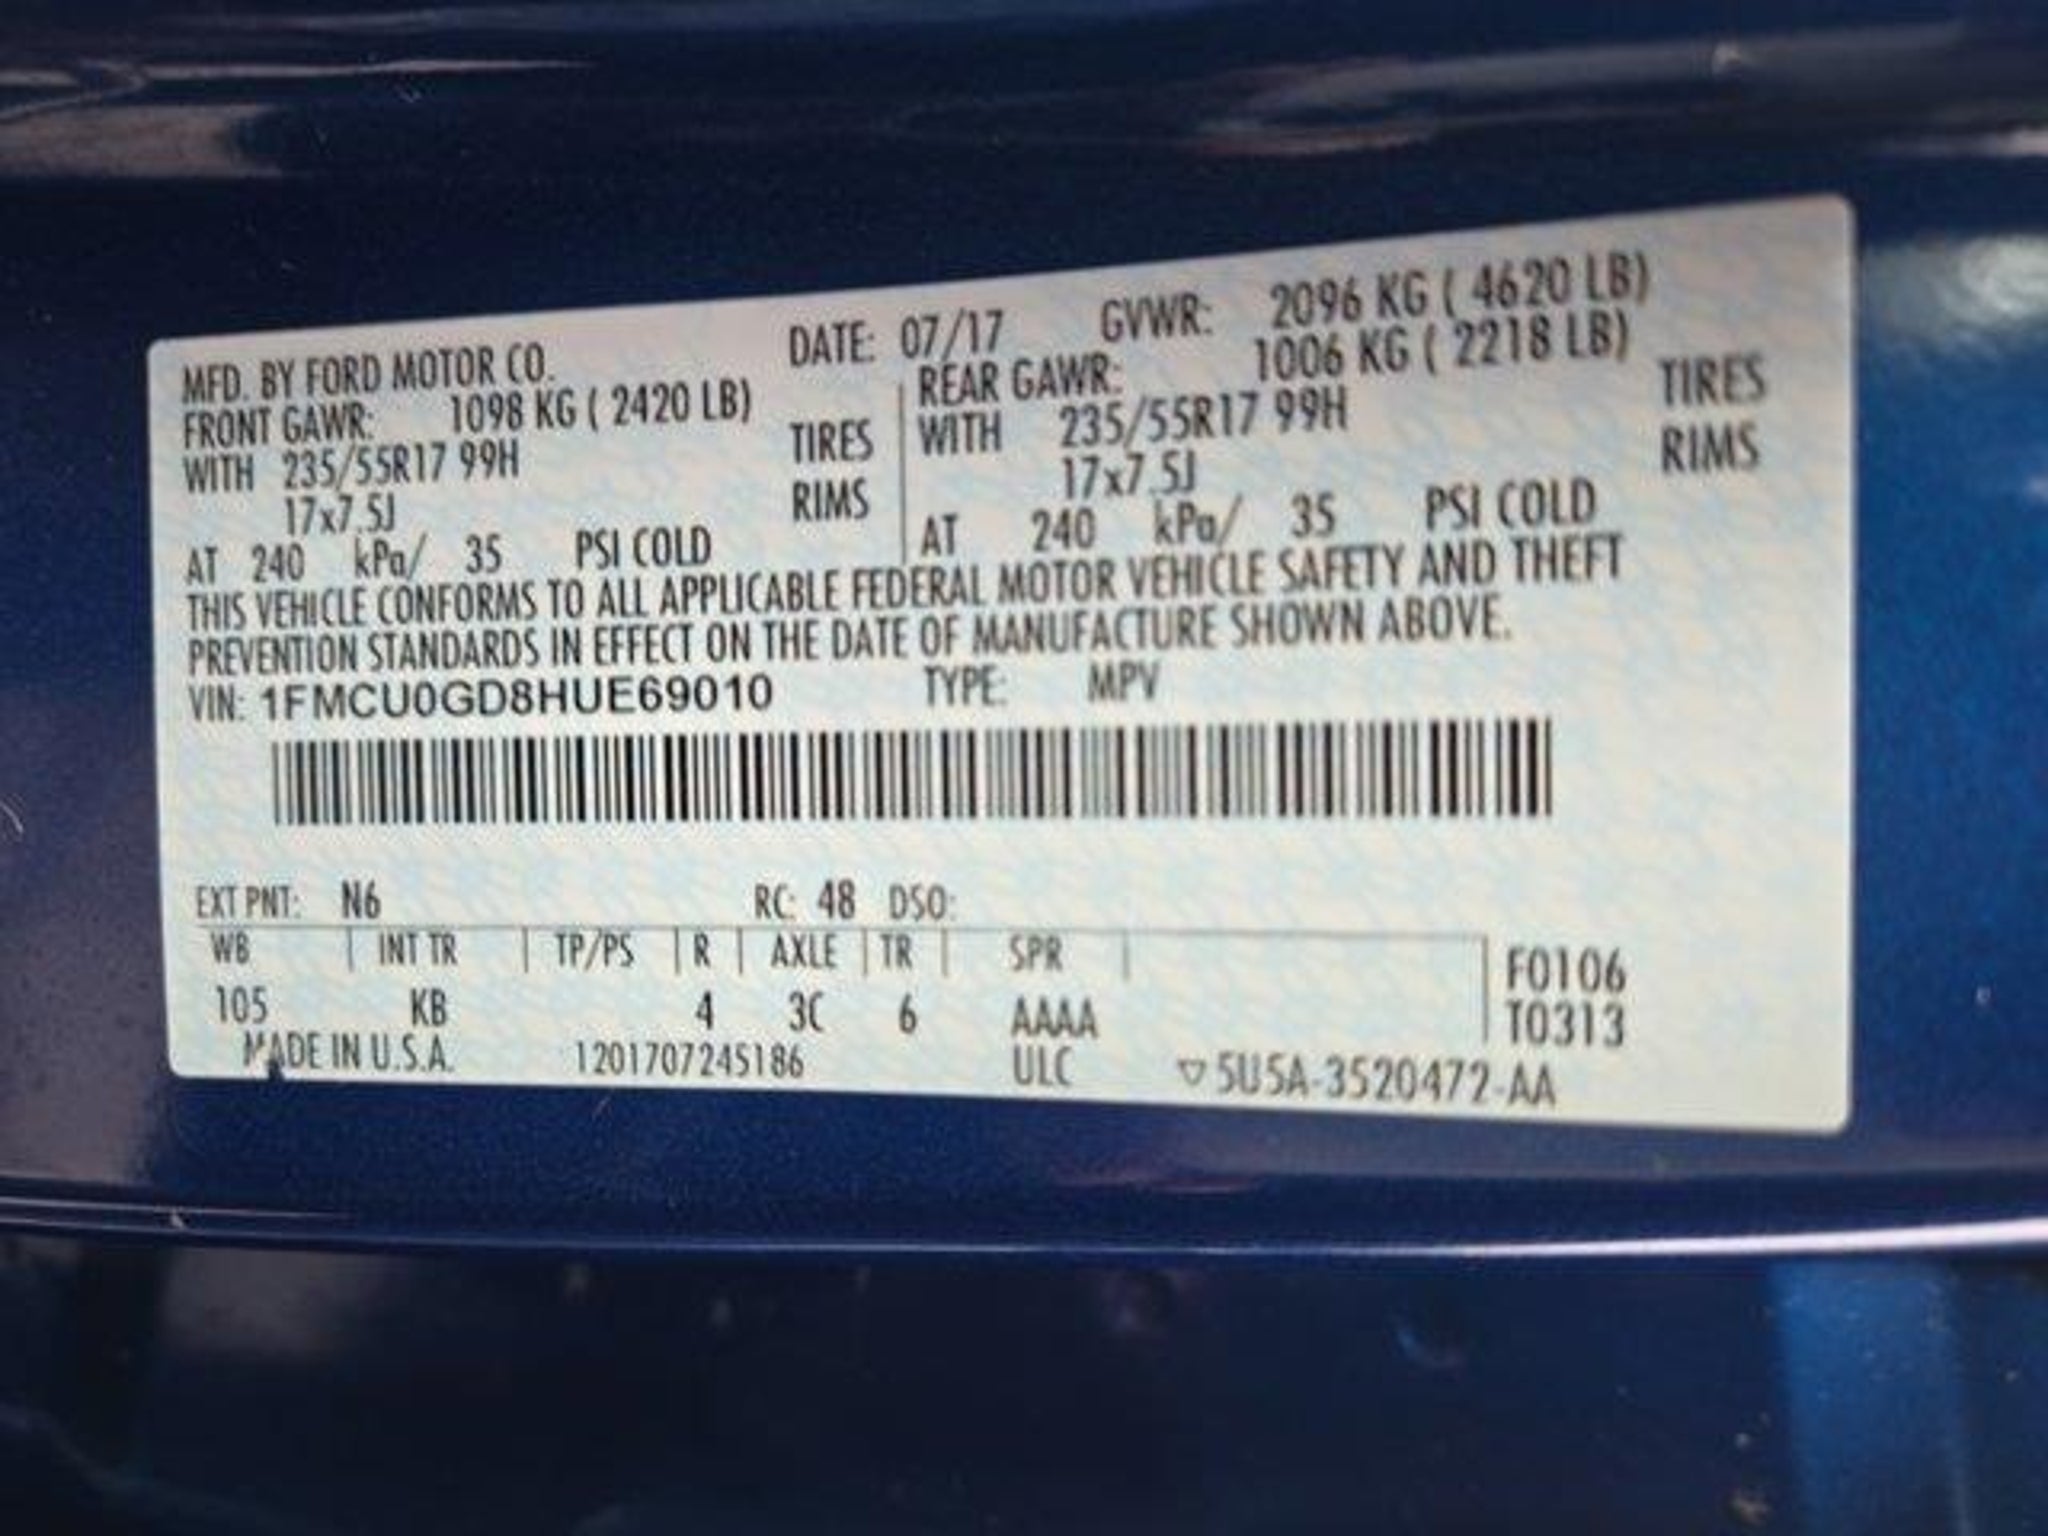 MFD. BY FORD MOTOR CO. DATE: 07/17 GVWR: 2096 KG ( 4620 LB)
FRONT GAWR: 1098 KG ( 2420 LB) REAR GAWR: 1006 KG ( 2218 LB)
WITH 235/55R17 99H TIRES WITH 235/55R17 99H TIRES
17x7.5J RIMS 17x7.5J RIMS
AT 240 kPa/ 35 PSI COLD AT 240 kPa/ 35 PSI COLD
THIS VEHICLE CONFORMS TO ALL APPLICABLE FEDERAL MOTOR VEHICLE SAFETY AND THEFT
PREVENTION STANDARDS IN EFFECT ON THE DATE OF MANUFACTURE SHOWN ABOVE.
VIN: 1FMCU0GD8HUE69010 TYPE: MPV
EXT PNT: N6 RC: 48 DSO:
WB INT TR TP/PS R AXLE TR SPR F0106
105 KB 4 3C 6 AAAA T0313
MADE IN U.S.A. 1201707245186 ULC ▽5U5A-3520472-AA